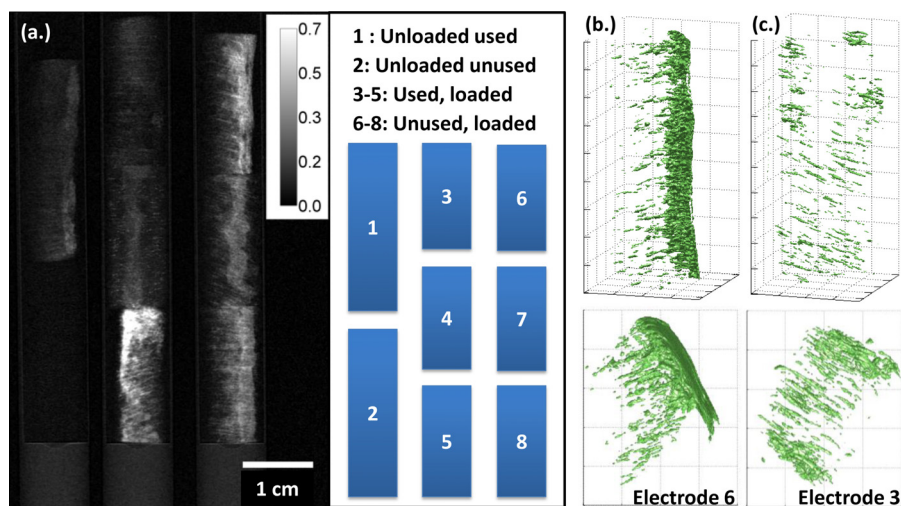 (a.)
0.7
0.5
0.3
0.2
0.0
1 cm
1 : Unloaded used
2: Unloaded unused
3-5: Used, loaded
6-8: Unused, loaded
1
3
6
4
7
2
5
8
(b.)
(c.)
Electrode 6
Electrode 3